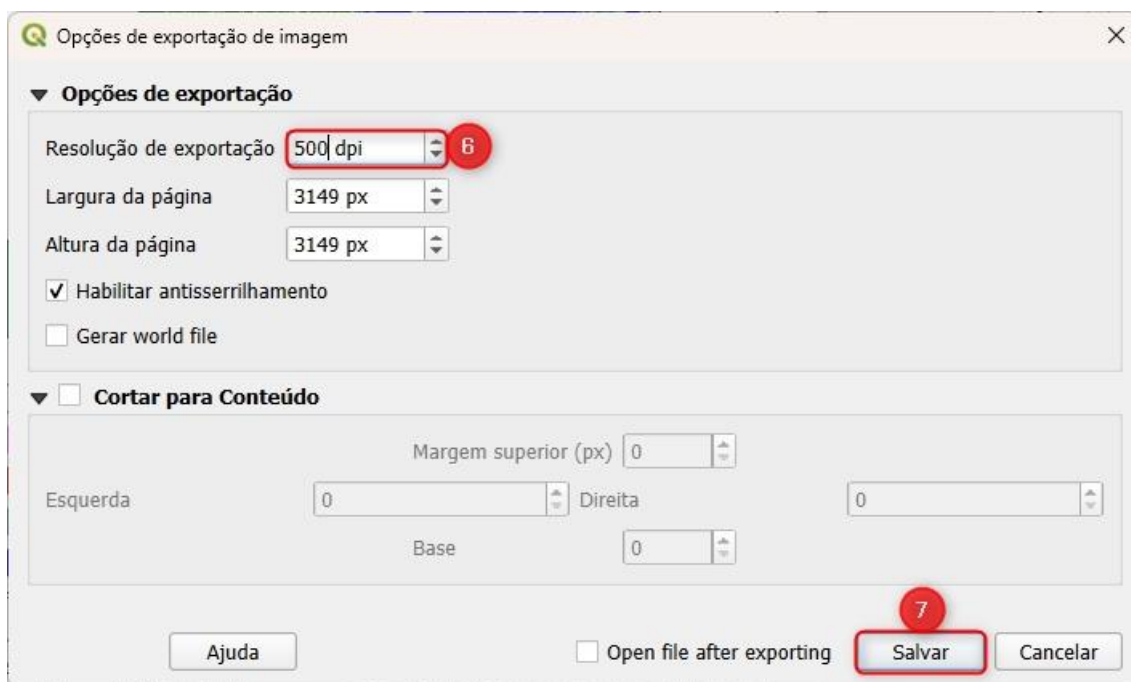 Opções de exportação de imagem
Opções de exportação
Resolução de exportação 500 dpi 6
Largura da página 3149 px
Altura da página 3149 px
Habilitar antisserrilhamento
Gerar world file
Cortar para Conteúdo
Margem superior (px) 0
Esquerda 0 Direita 0
Base 0
7
Ajuda Open file after exporting Salvar Cancelar